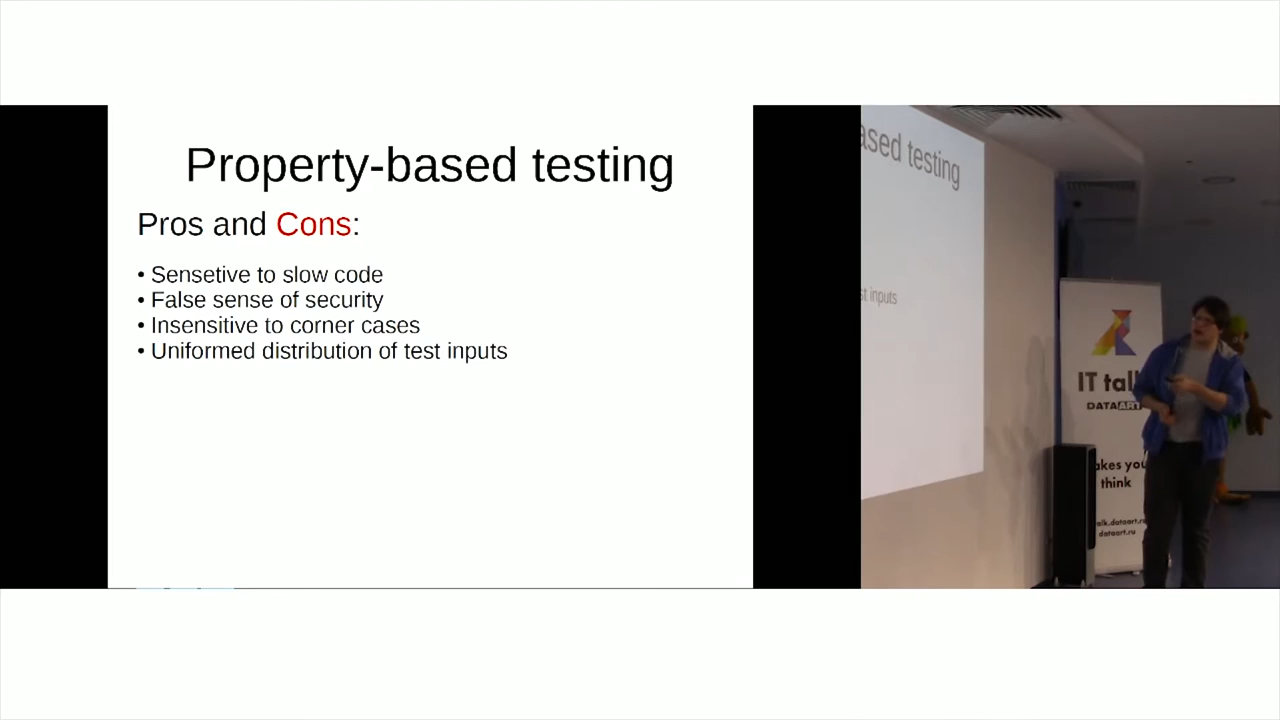 Property-based testing
Pros and Cons:
• Sensetive to slow code
• False sense of security
• Insensitive to corner cases
• Uniformed distribution of test inputs
ased testing
st inputs
IT tal
DATAART
akes you
think
alk.dataart.ru
dataart.ru